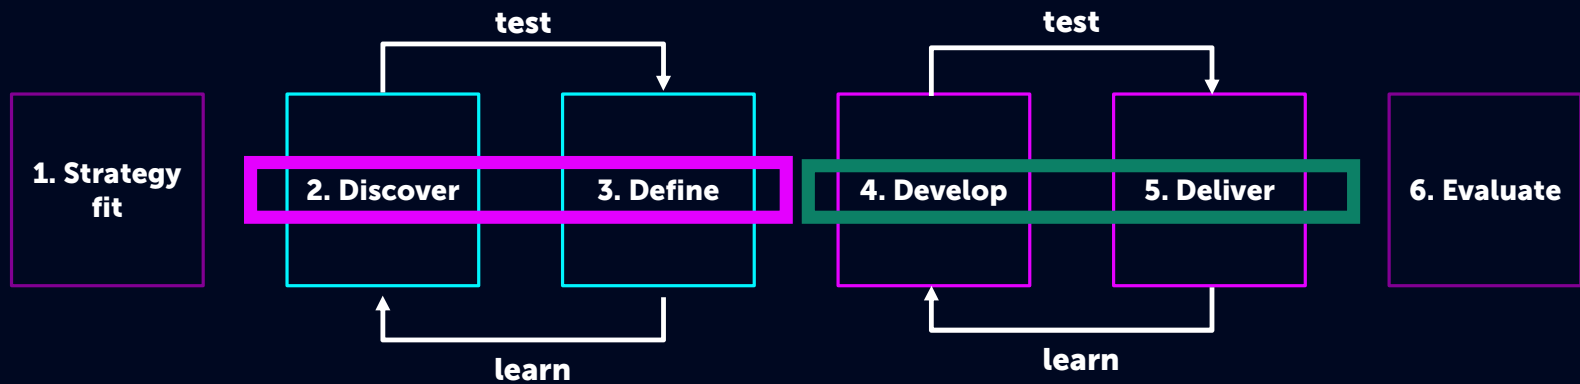 test
test
1. Strategy
fit
2. Discover
3. Define
4. Develop
5. Deliver
6. Evaluate
learn
learn